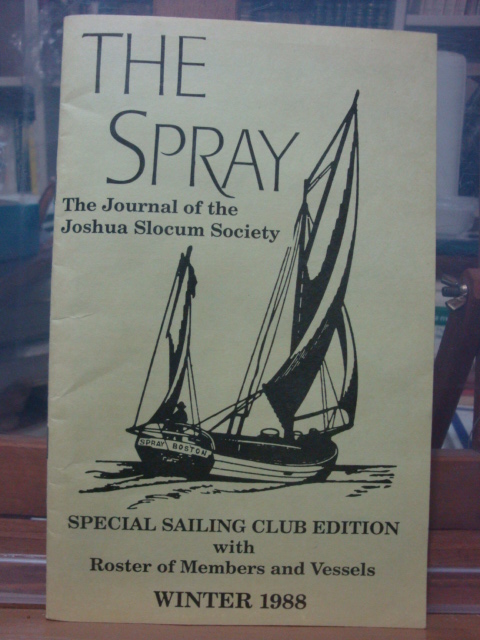 THE
SPRAY
The Journal of the
Joshua Slocum Society
SPRAY BOSTON
SPECIAL SAILING CLUB EDITION
with
Roster of Members and Vessels
WINTER 1988